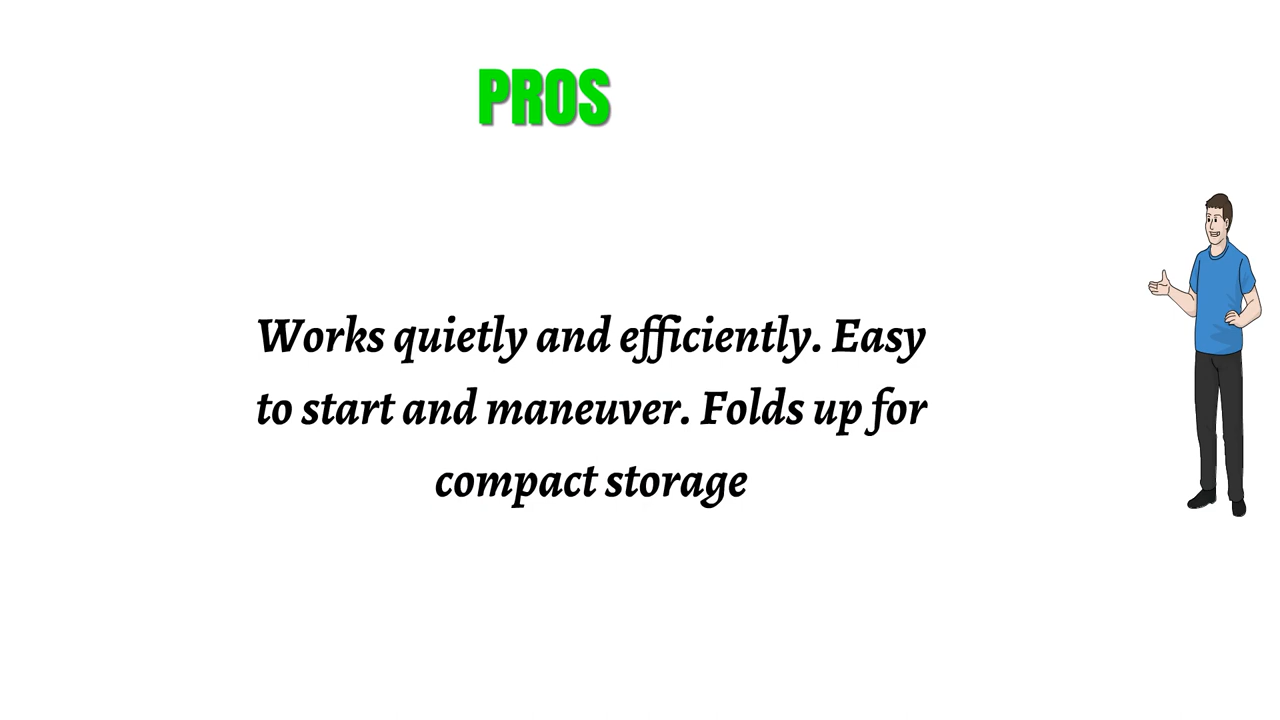 PROS
Works quietly and efficiently. Easy
to start and maneuver. Folds up for
compact storage